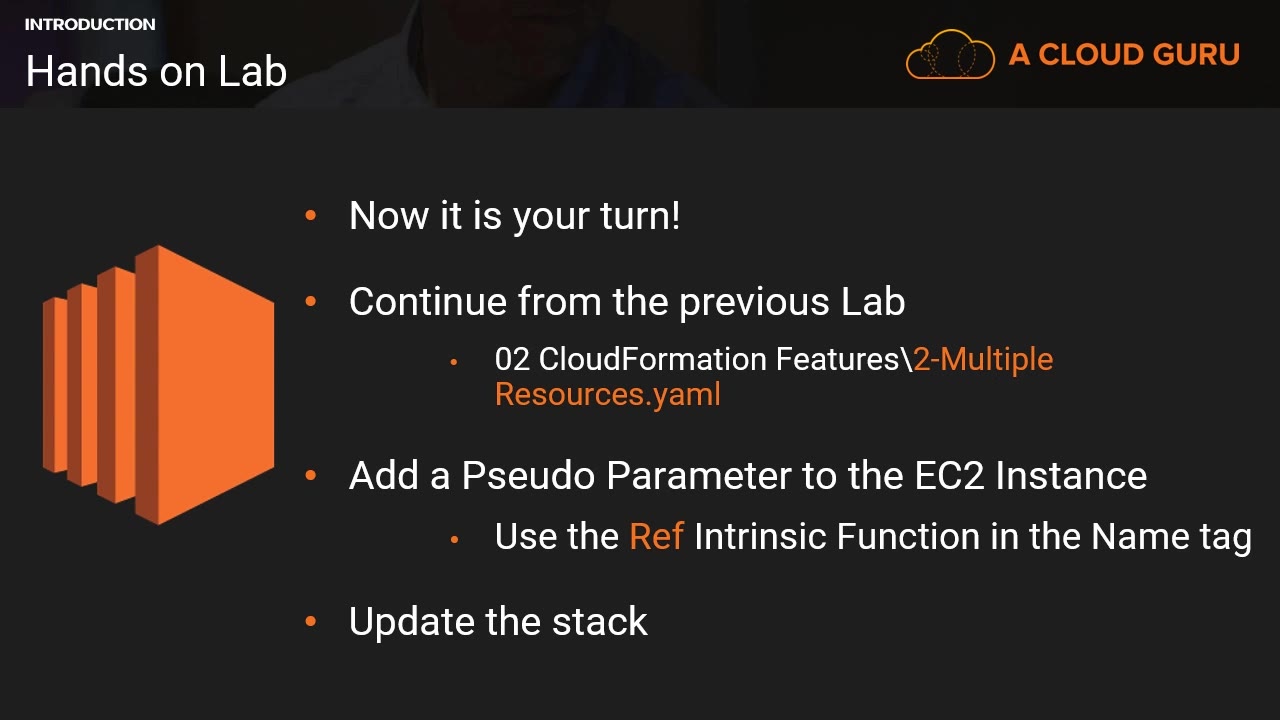 INTRODUCTION
Hands on Lab
A CLOUD GURU
• Now it is your turn!
• Continue from the previous Lab
• 02 CloudFormation Features\2-Multiple
Resources.yaml
• Add a Pseudo Parameter to the EC2 Instance
• Use the Ref Intrinsic Function in the Name tag
• Update the stack